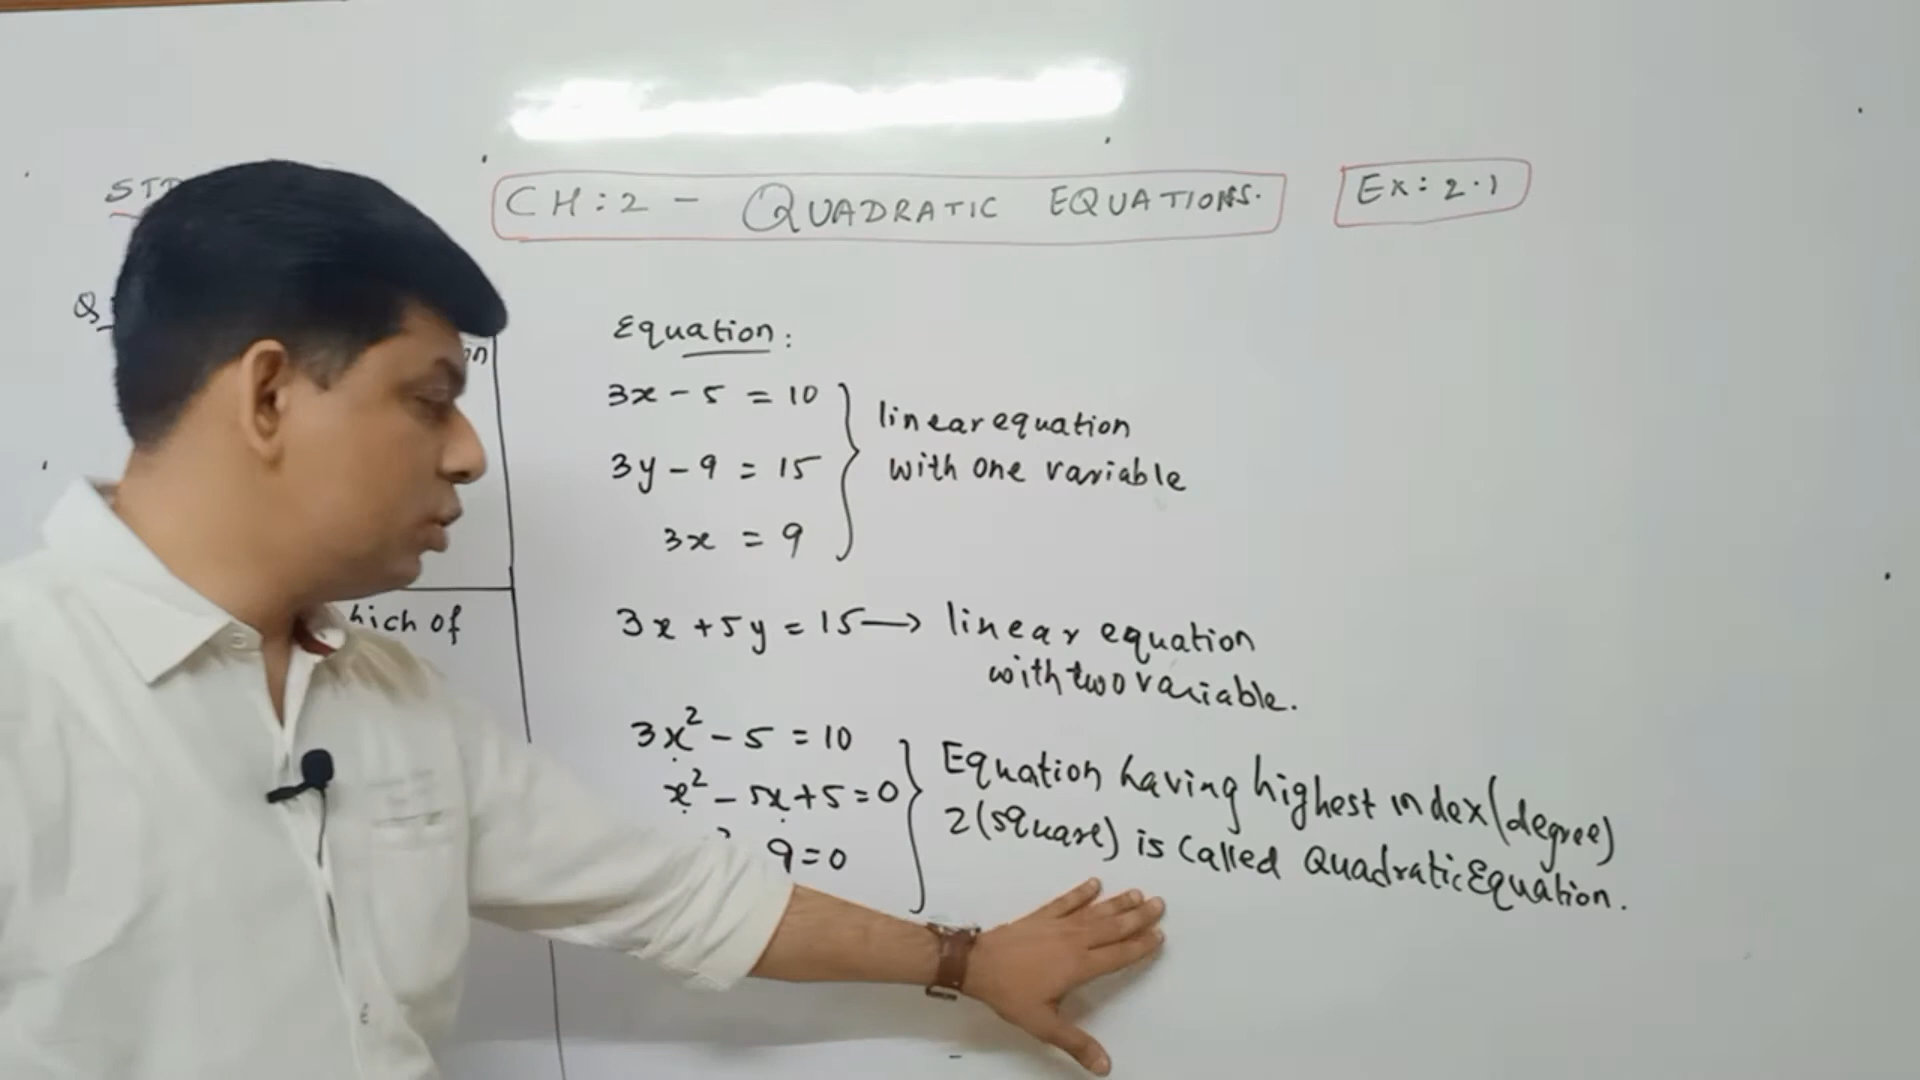 CH:2 - QUADRATIC EQUATIONS.
Ex: 2.1
Equation:
3x - 5 = 10
3y - 9 = 15
3x = 9
linear equation
with one variable
3x + 5y = 15 → linear equation
with two variable.
3x² - 5 = 10
x² - 5x + 5 = 0
9 = 0
Equation having highest index (degree)
2 (square) is called Quadratic Equation.
of